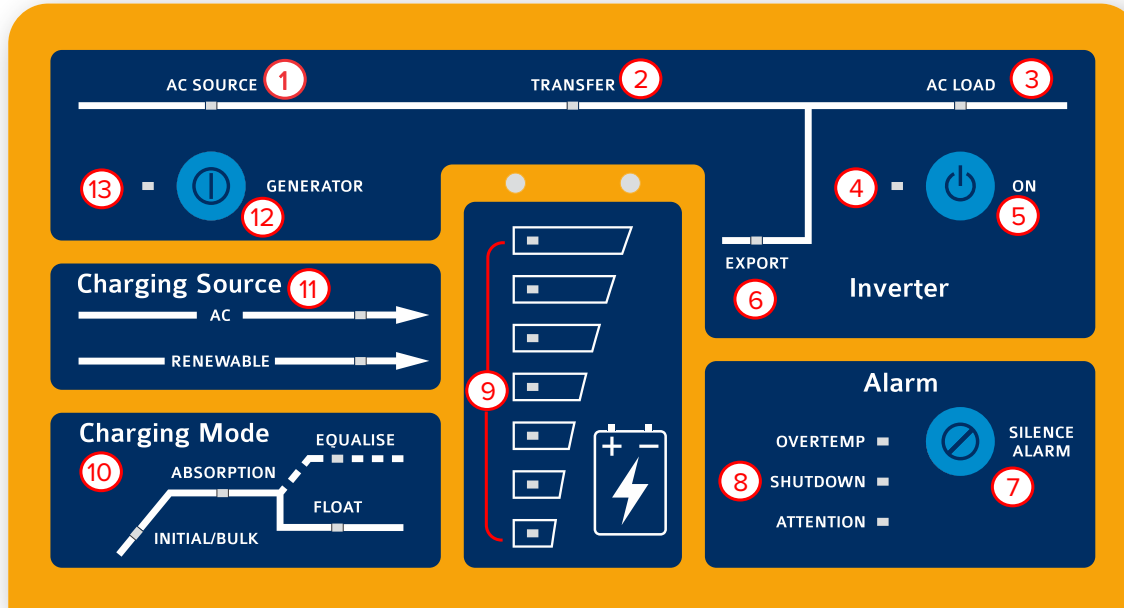 AC SOURCE 1
TRANSFER 2
AC LOAD 3
13 GENERATOR
12
4 ON
5
EXPORT
6
Inverter
Charging Source 11
AC
RENEWABLE
9
Charging Mode
10
EQUALISE
ABSORPTION
FLOAT
INITIAL/BULK
+ −
Alarm
OVERTEMP
8 SHUTDOWN
ATTENTION
SILENCE
ALARM
7